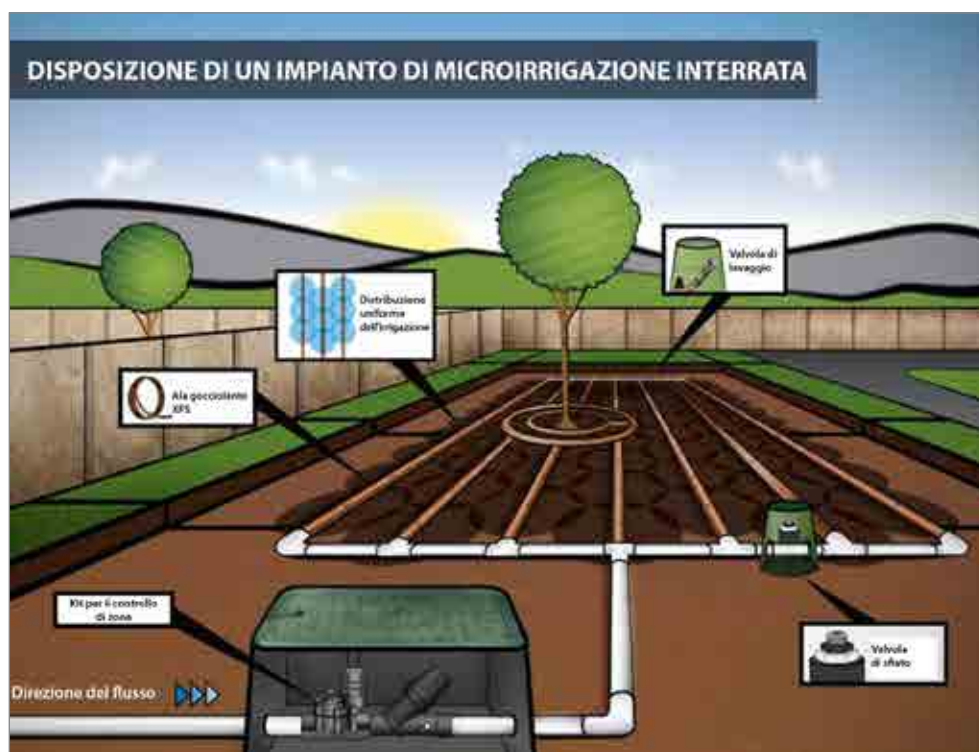 DISPOSIZIONE DI UN IMPIANTO DI MICROIRRIGAZIONE INTERRATA
Valvola di
lavaggio
Distribuzione
uniforme
dell'irrigazione
Ala gocciolante
XFS
Kit per il controllo
di zona
Valvola
di sfiato
Direzione del flusso